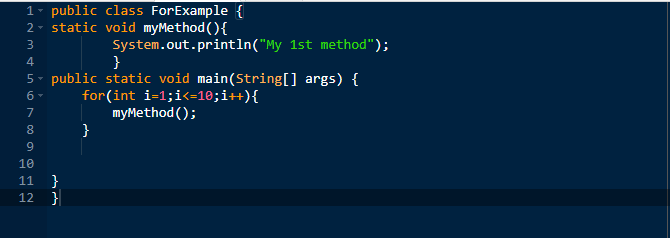 1 public class ForExample {
2 static void myMethod(){
3 System.out.println("My 1st method");
4 }
5 public static void main(String[] args) {
6 for(int i=1;i<=10;i++){
7 myMethod();
8 }
9
10
11 }
12 }